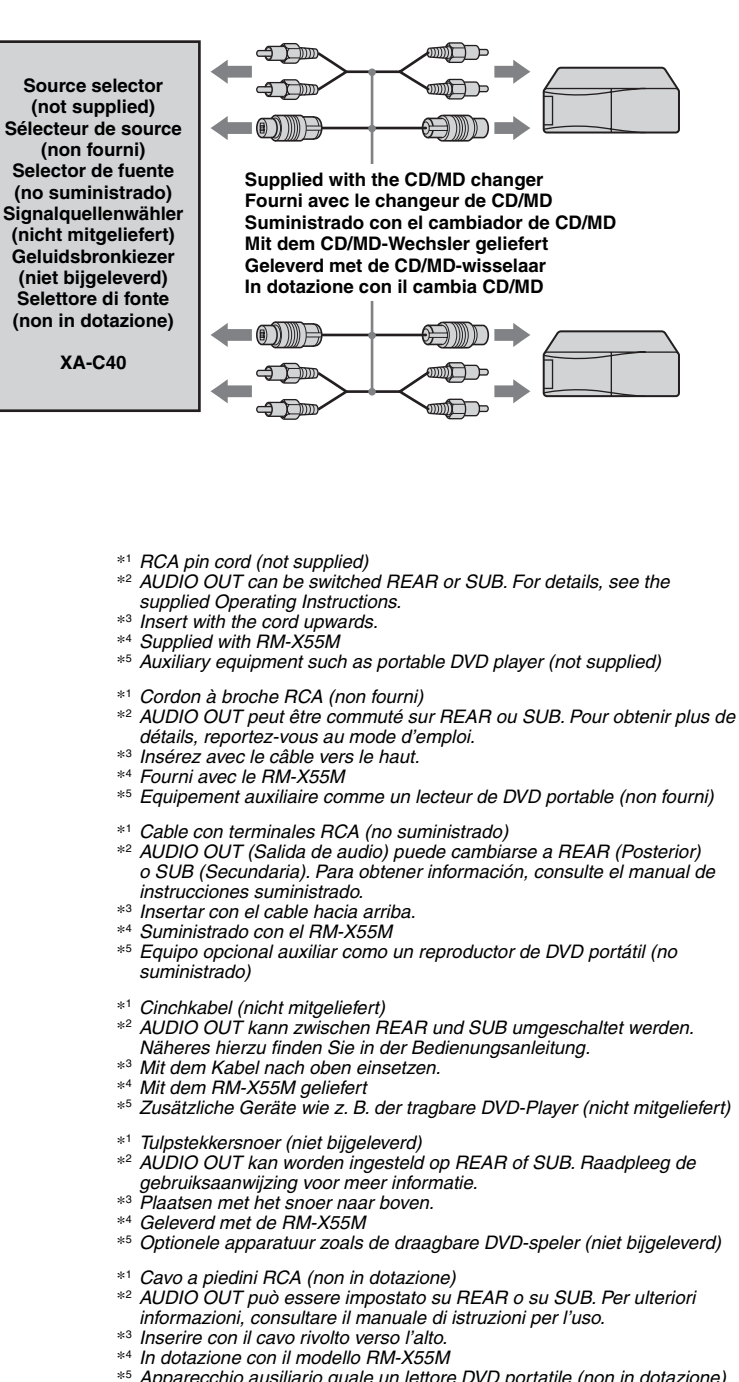 Source selector
(not supplied)
Sélecteur de source
(non fourni)
Selector de fuente
(no suministrado)
Signalquellenwähler
(nicht mitgeliefert)
Geluidsbronkiezer
(niet bijgeleverd)
Selettore di fonte
(non in dotazione)
XA-C40
Supplied with the CD/MD changer
Fourni avec le changeur de CD/MD
Suministrado con el cambiador de CD/MD
Mit dem CD/MD-Wechsler geliefert
Geleverd met de CD/MD-wisselaar
In dotazione con il cambia CD/MD
*1 RCA pin cord (not supplied)
*2 AUDIO OUT can be switched REAR or SUB. For details, see the
supplied Operating Instructions.
*3 Insert with the cord upwards.
*4 Supplied with RM-X55M
*5 Auxiliary equipment such as portable DVD player (not supplied)
*1 Cordon à broche RCA (non fourni)
*2 AUDIO OUT peut être commuté sur REAR ou SUB. Pour obtenir plus de
détails, reportez-vous au mode d'emploi.
*3 Insérez avec le câble vers le haut.
*4 Fourni avec le RM-X55M
*5 Equipement auxiliaire comme un lecteur de DVD portable (non fourni)
*1 Cable con terminales RCA (no suministrado)
*2 AUDIO OUT (Salida de audio) puede cambiarse a REAR (Posterior)
o SUB (Secundaria). Para obtener información, consulte el manual de
instrucciones suministrado.
*3 Insertar con el cable hacia arriba.
*4 Suministrado con el RM-X55M
*5 Equipo opcional auxiliar como un reproductor de DVD portátil (no
suministrado)
*1 Cinchkabel (nicht mitgeliefert)
*2 AUDIO OUT kann zwischen REAR und SUB umgeschaltet werden.
Näheres hierzu finden Sie in der Bedienungsanleitung.
*3 Mit dem Kabel nach oben einsetzen.
*4 Mit dem RM-X55M geliefert
*5 Zusätzliche Geräte wie z. B. der tragbare DVD-Player (nicht mitgeliefert)
*1 Tulpstekkersnoer (niet bijgeleverd)
*2 AUDIO OUT kan worden ingesteld op REAR of SUB. Raadpleeg de
gebruiksaanwijzing voor meer informatie.
*3 Plaatsen met het snoer naar boven.
*4 Geleverd met de RM-X55M
*5 Optionele apparatuur zoals de draagbare DVD-speler (niet bijgeleverd)
*1 Cavo a piedini RCA (non in dotazione)
*2 AUDIO OUT può essere impostato su REAR o su SUB. Per ulteriori
informazioni, consultare il manuale di istruzioni per l'uso.
*3 Inserire con il cavo rivolto verso l'alto.
*4 In dotazione con il modello RM-X55M
*5 Apparecchio ausiliario quale un lettore DVD portatile (non in dotazione)